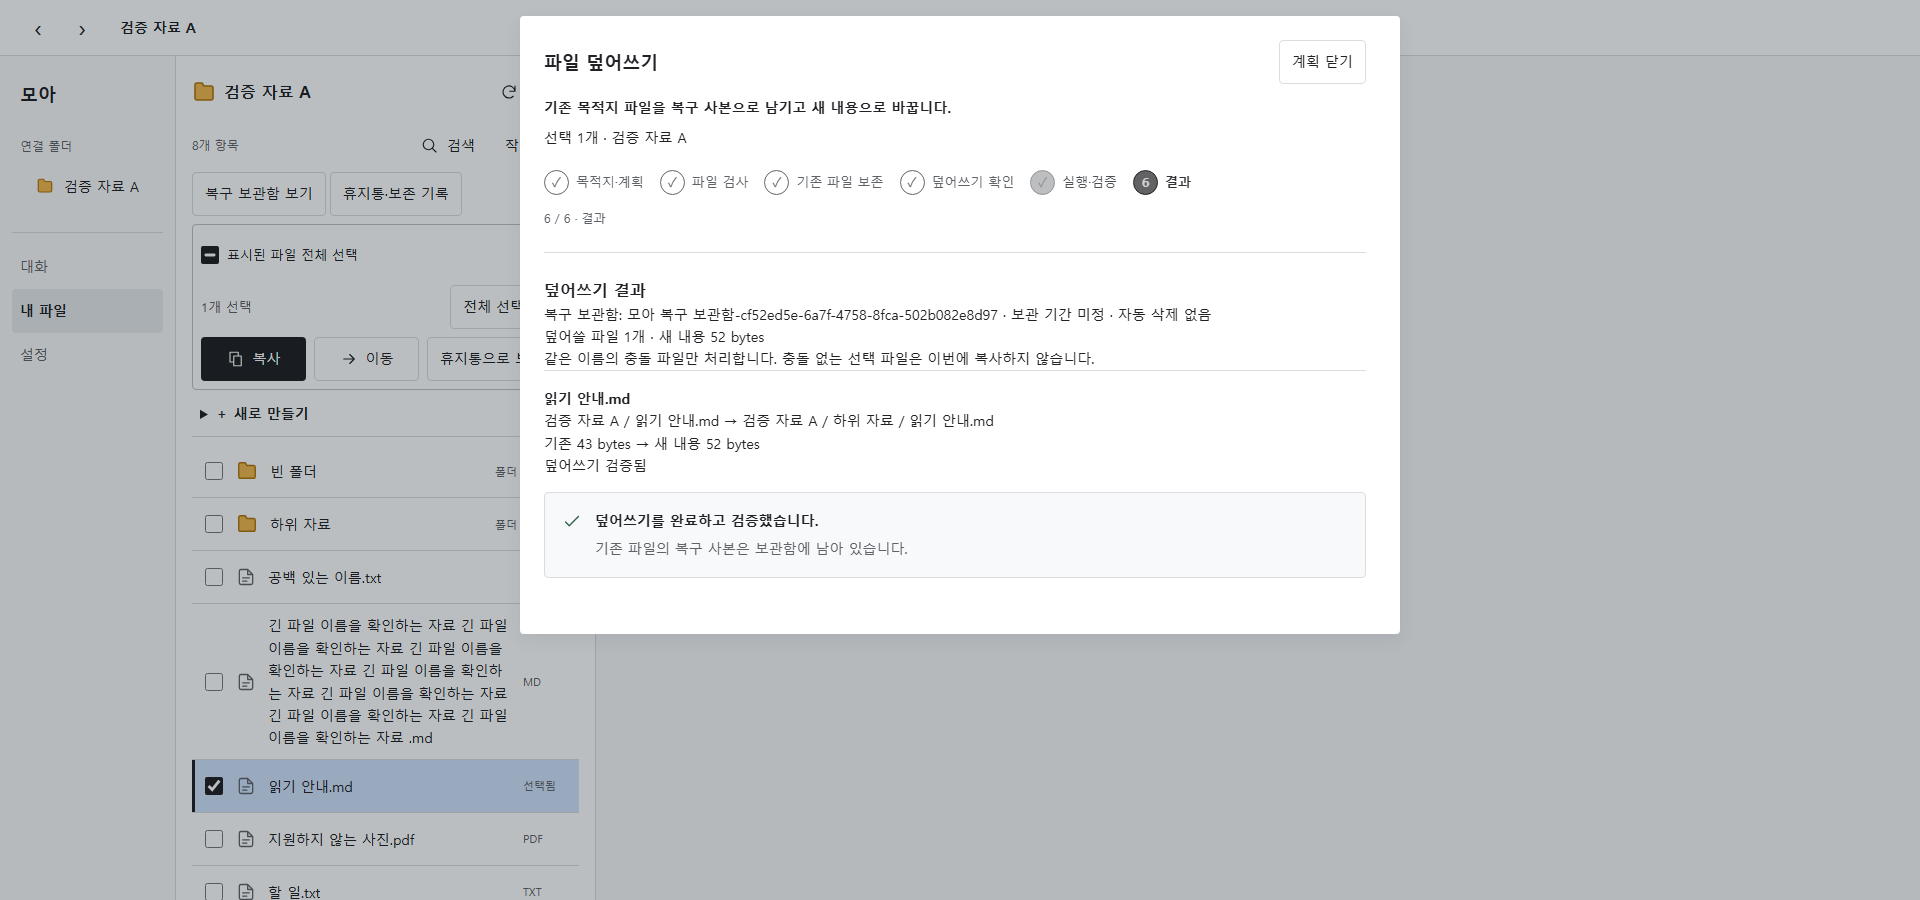 검증 자료 A
모아
연결 폴더
검증 자료 A
대화
내 파일
설정
검증 자료 A
8개 항목
검색
작
복구 보관함 보기
휴지통·보존 기록
표시된 파일 전체 선택
1개 선택
전체 선택
복사
이동
휴지통으로
+ 새로 만들기
빈 폴더
폴더
하위 자료
폴더
공백 있는 이름.txt
긴 파일 이름을 확인하는 자료 긴 파일
이름을 확인하는 자료 긴 파일 이름을
확인하는 자료 긴 파일 이름을 확인하
는 자료 긴 파일 이름을 확인하는 자료
긴 파일 이름을 확인하는 자료 긴 파일
이름을 확인하는 자료 .md
MD
읽기 안내.md
선택됨
지원하지 않는 사진.pdf
PDF
할 일.txt
TXT
파일 덮어쓰기
계획 닫기
기존 목적지 파일을 복구 사본으로 남기고 새 내용으로 바꿉니다.
선택 1개 · 검증 자료 A
목적지·계획
파일 검사
기존 파일 보존
덮어쓰기 확인
실행·검증
6 결과
6 / 6 · 결과
덮어쓰기 결과
복구 보관함: 모아 복구 보관함-cf52ed5e-6a7f-4758-8fca-502b082e8d97 · 보관 기간 미정 · 자동 삭제 없음
덮어쓸 파일 1개 · 새 내용 52 bytes
같은 이름의 충돌 파일만 처리합니다. 충돌 없는 선택 파일은 이번에 복사하지 않습니다.
읽기 안내.md
검증 자료 A / 읽기 안내.md → 검증 자료 A / 하위 자료 / 읽기 안내.md
기존 43 bytes → 새 내용 52 bytes
덮어쓰기 검증됨
덮어쓰기를 완료하고 검증했습니다.
기존 파일의 복구 사본은 보관함에 남아 있습니다.